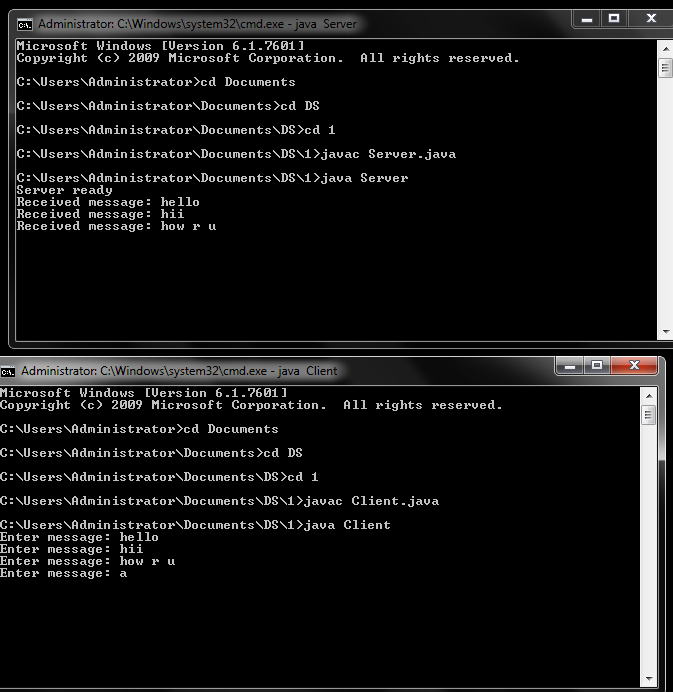 Administrator: C:\Windows\system32\cmd.exe - java Server
Microsoft Windows [Version 6.1.7601]
Copyright (c) 2009 Microsoft Corporation.  All rights reserved.
C:\Users\Administrator>cd Documents
C:\Users\Administrator\Documents>cd DS
C:\Users\Administrator\Documents\DS>cd 1
C:\Users\Administrator\Documents\DS\1>javac Server.java
C:\Users\Administrator\Documents\DS\1>java Server
Server ready
Received message: hello
Received message: hii
Received message: how r u
Administrator: C:\Windows\system32\cmd.exe - java Client
Microsoft Windows [Version 6.1.7601]
Copyright (c) 2009 Microsoft Corporation.  All rights reserved.
C:\Users\Administrator>cd Documents
C:\Users\Administrator\Documents>cd DS
C:\Users\Administrator\Documents\DS>cd 1
C:\Users\Administrator\Documents\DS\1>javac Client.java
C:\Users\Administrator\Documents\DS\1>java Client
Enter message: hello
Enter message: hii
Enter message: how r u
Enter message: a